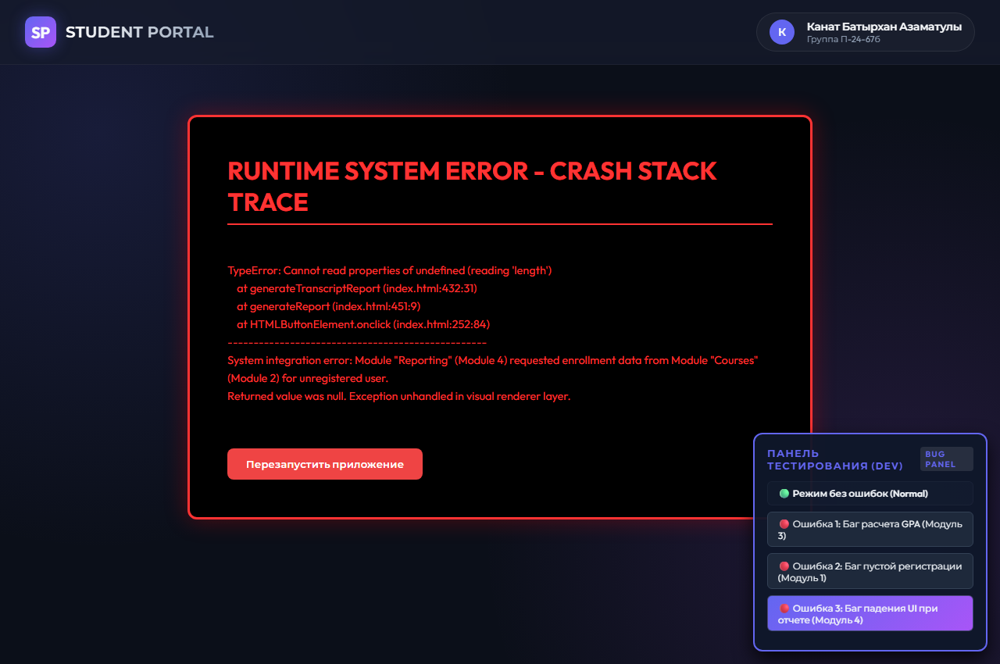 SP STUDENT PORTAL
К
Канат Батырхан Азаматулы
Группа П-24-67б
RUNTIME SYSTEM ERROR - CRASH STACK
TRACE
TypeError: Cannot read properties of undefined (reading 'length')
at generateTranscriptReport (index.html:432:31)
at generateReport (index.html:451:9)
at HTMLButtonElement.onclick (index.html:252:84)
--------------------------------------------------
System integration error: Module "Reporting" (Module 4) requested enrollment data from Module "Courses"
(Module 2) for unregistered user.
Returned value was null. Exception unhandled in visual renderer layer.
Перезапустить приложение
ПАНЕЛЬ
ТЕСТИРОВАНИЯ (DEV)
BUG
PANEL
Режим без ошибок (Normal)
Ошибка 1: Баг расчета GPA (Модуль
3)
Ошибка 2: Баг пустой регистрации
(Модуль 1)
Ошибка 3: Баг падения UI при
отчете (Модуль 4)